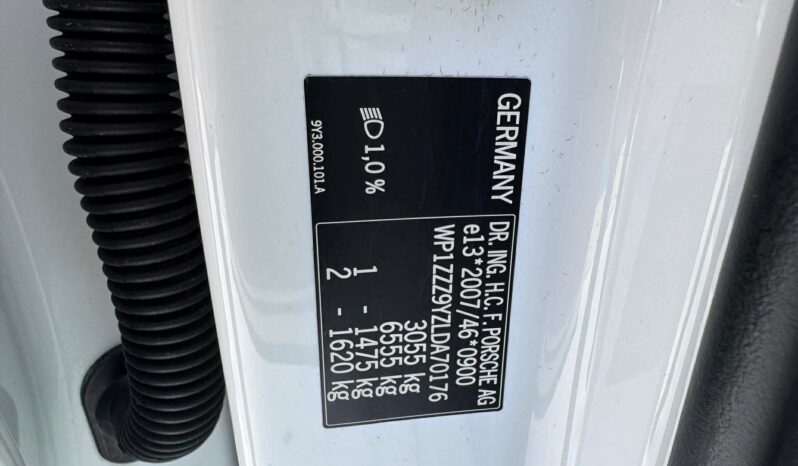 GERMANY
1,0 %
9Y3.000.101.A
DR. ING. H.C. F. PORSCHE AG
e13*2007/46*0900
WP1ZZZ9YZLDA70176
3055 kg
6555 kg
1 - 1475 kg
2 - 1620 kg